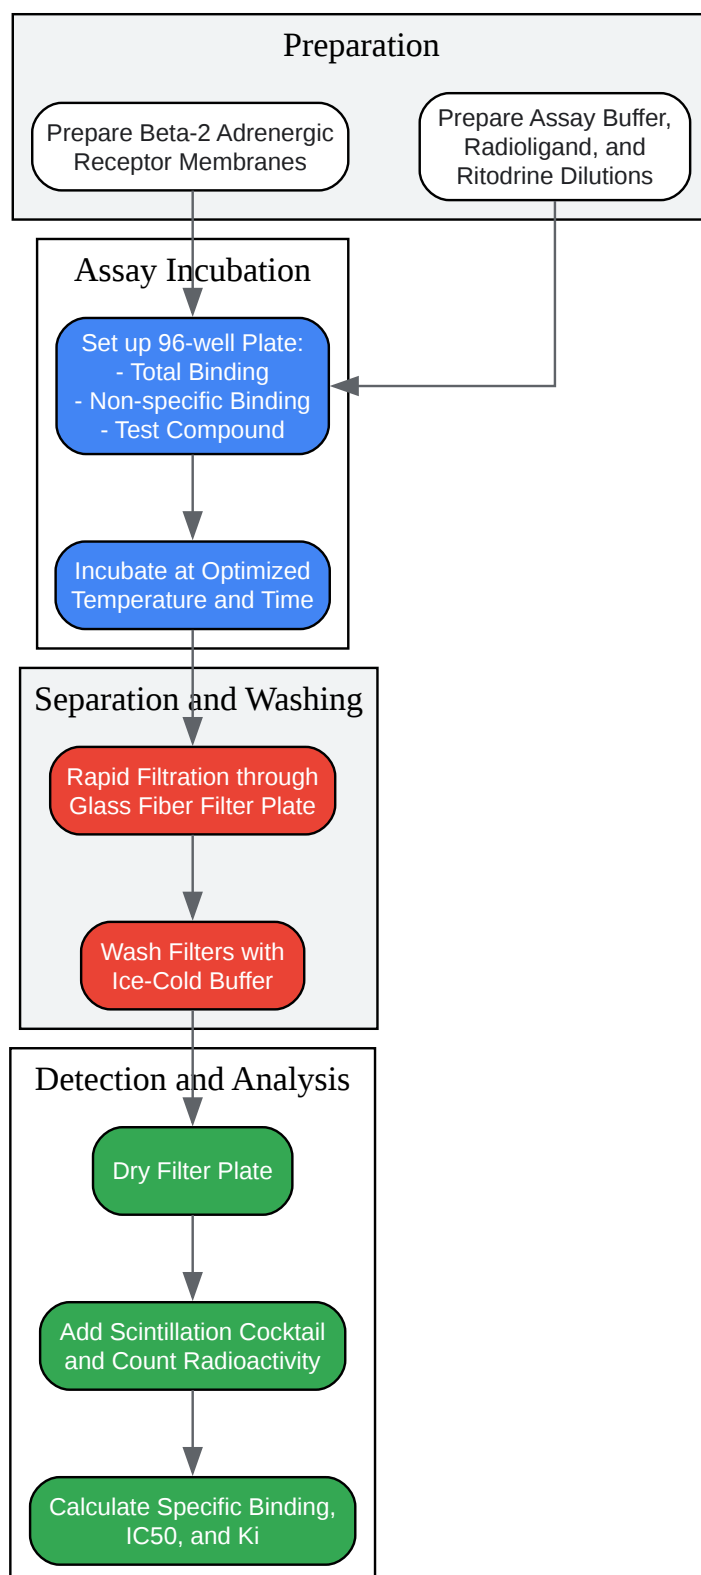 Preparation
Prepare Beta-2 Adrenergic
Receptor Membranes
Prepare Assay Buffer,
Radioligand, and
Ritodrine Dilutions
Assay Incubation
Set up 96-well Plate:
- Total Binding
- Non-specific Binding
- Test Compound
Incubate at Optimized
Temperature and Time
Separation and Washing
Rapid Filtration through
Glass Fiber Filter Plate
Wash Filters with
Ice-Cold Buffer
Detection and Analysis
Dry Filter Plate
Add Scintillation Cocktail
and Count Radioactivity
Calculate Specific Binding,
IC50, and Ki